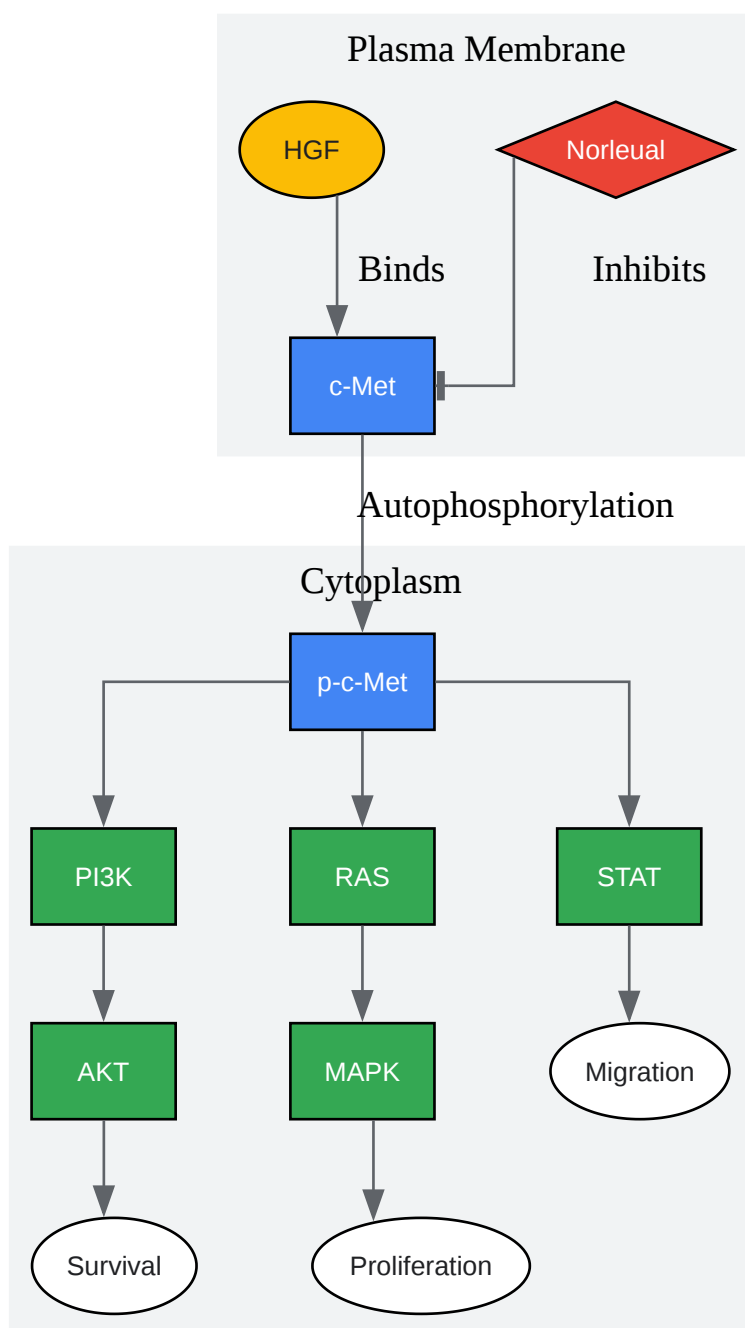 Plasma Membrane
HGF
Norleual
Binds
Inhibits
c-Met
Autophosphorylation
Cytoplasm
p-c-Met
PI3K
RAS
STAT
AKT
MAPK
Migration
Survival
Proliferation